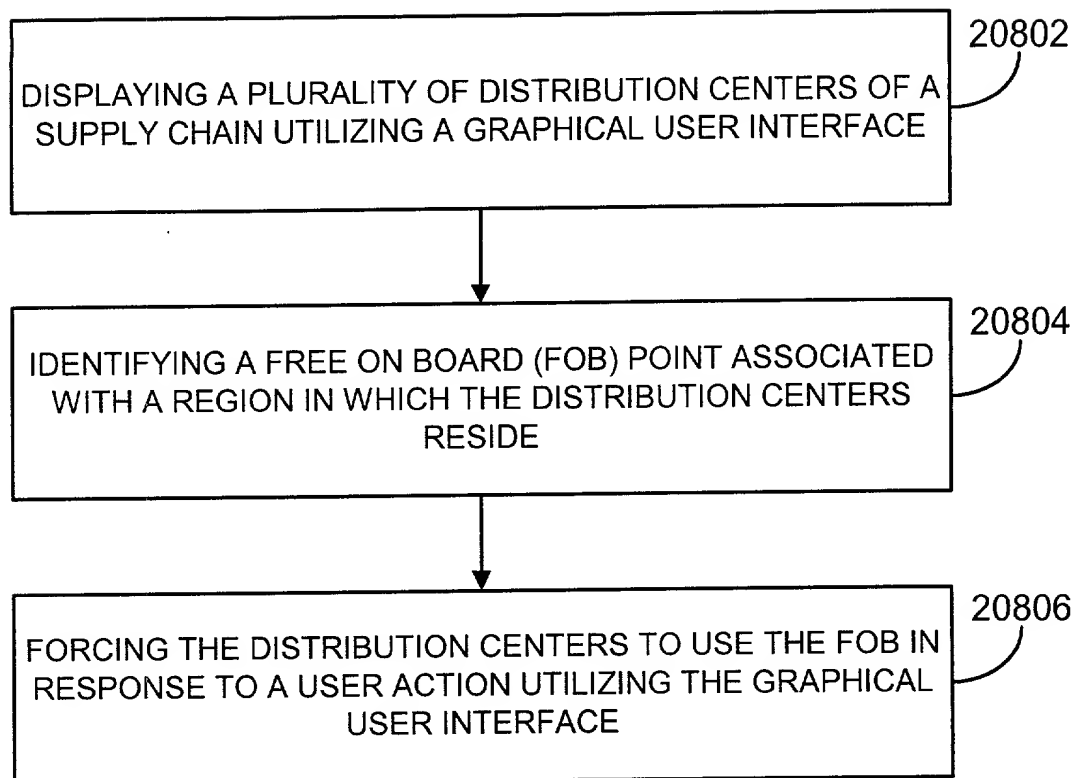 20802
DISPLAYING A PLURALITY OF DISTRIBUTION CENTERS OF A
SUPPLY CHAIN UTILIZING A GRAPHICAL USER INTERFACE
20804
IDENTIFYING A FREE ON BOARD (FOB) POINT ASSOCIATED
WITH A REGION IN WHICH THE DISTRIBUTION CENTERS
RESIDE
20806
FORCING THE DISTRIBUTION CENTERS TO USE THE FOB IN
RESPONSE TO A USER ACTION UTILIZING THE GRAPHICAL
USER INTERFACE